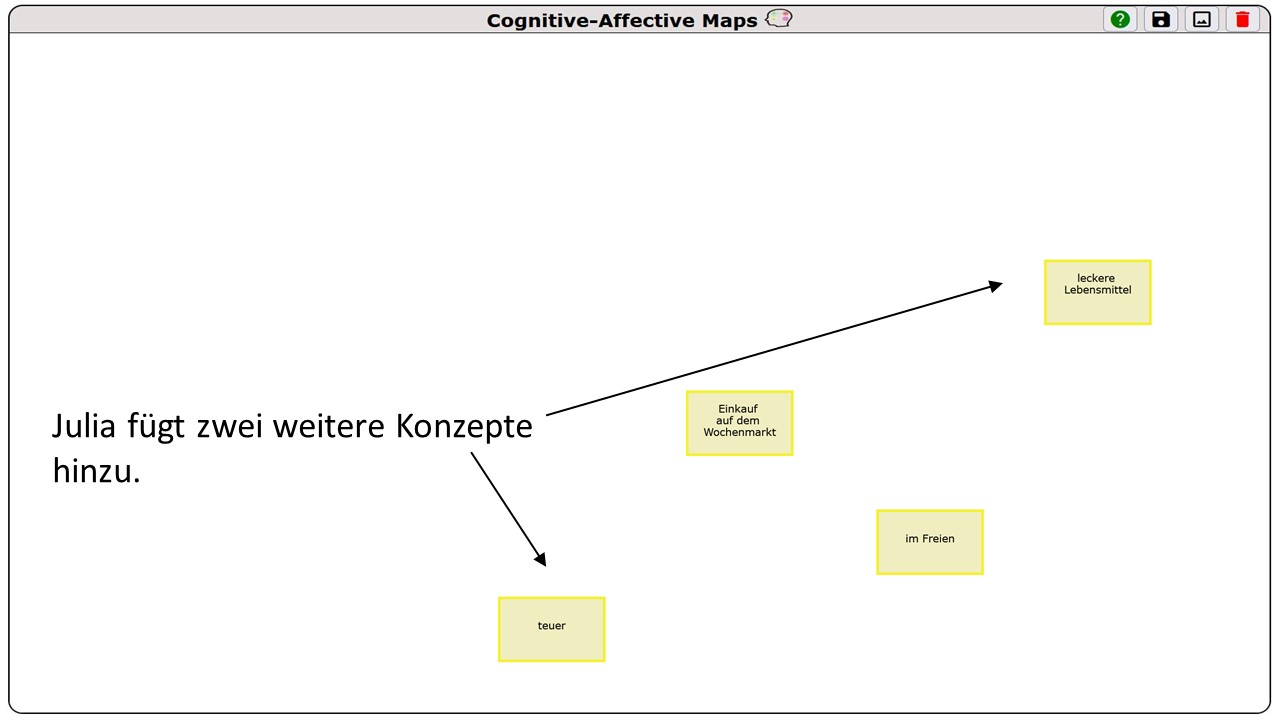 Cognitive-Affective Maps
leckere
Lebensmittel
Einkauf
auf dem
Wochenmarkt
Julia fügt zwei weitere Konzepte
hinzu.
im Freien
teuer